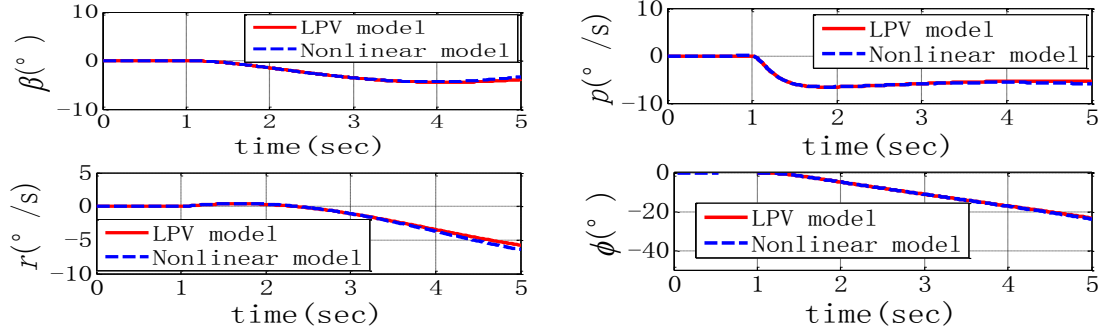 10
0
−10
β(° )
LPV model
Nonlinear model
0 1 2 3 4 5
time(sec)
10
0
−10
p(° /s)
LPV model
Nonlinear model
0 1 2 3 4 5
time(sec)
5
0
−5
−10
r(° /s)
LPV model
Nonlinear model
0 1 2 3 4 5
time(sec)
0
−20
−40
ϕ(° )
LPV model
Nonlinear model
0 1 2 3 4 5
time(sec)